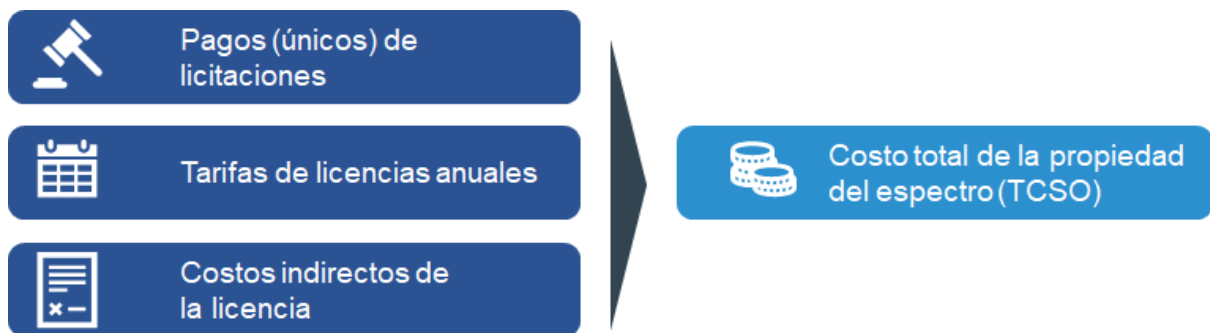 Pagos (únicos) de
licitaciones
Tarifas de licencias anuales
Costos indirectos de
la licencia
Costo total de la propiedad
del espectro (TCSO)